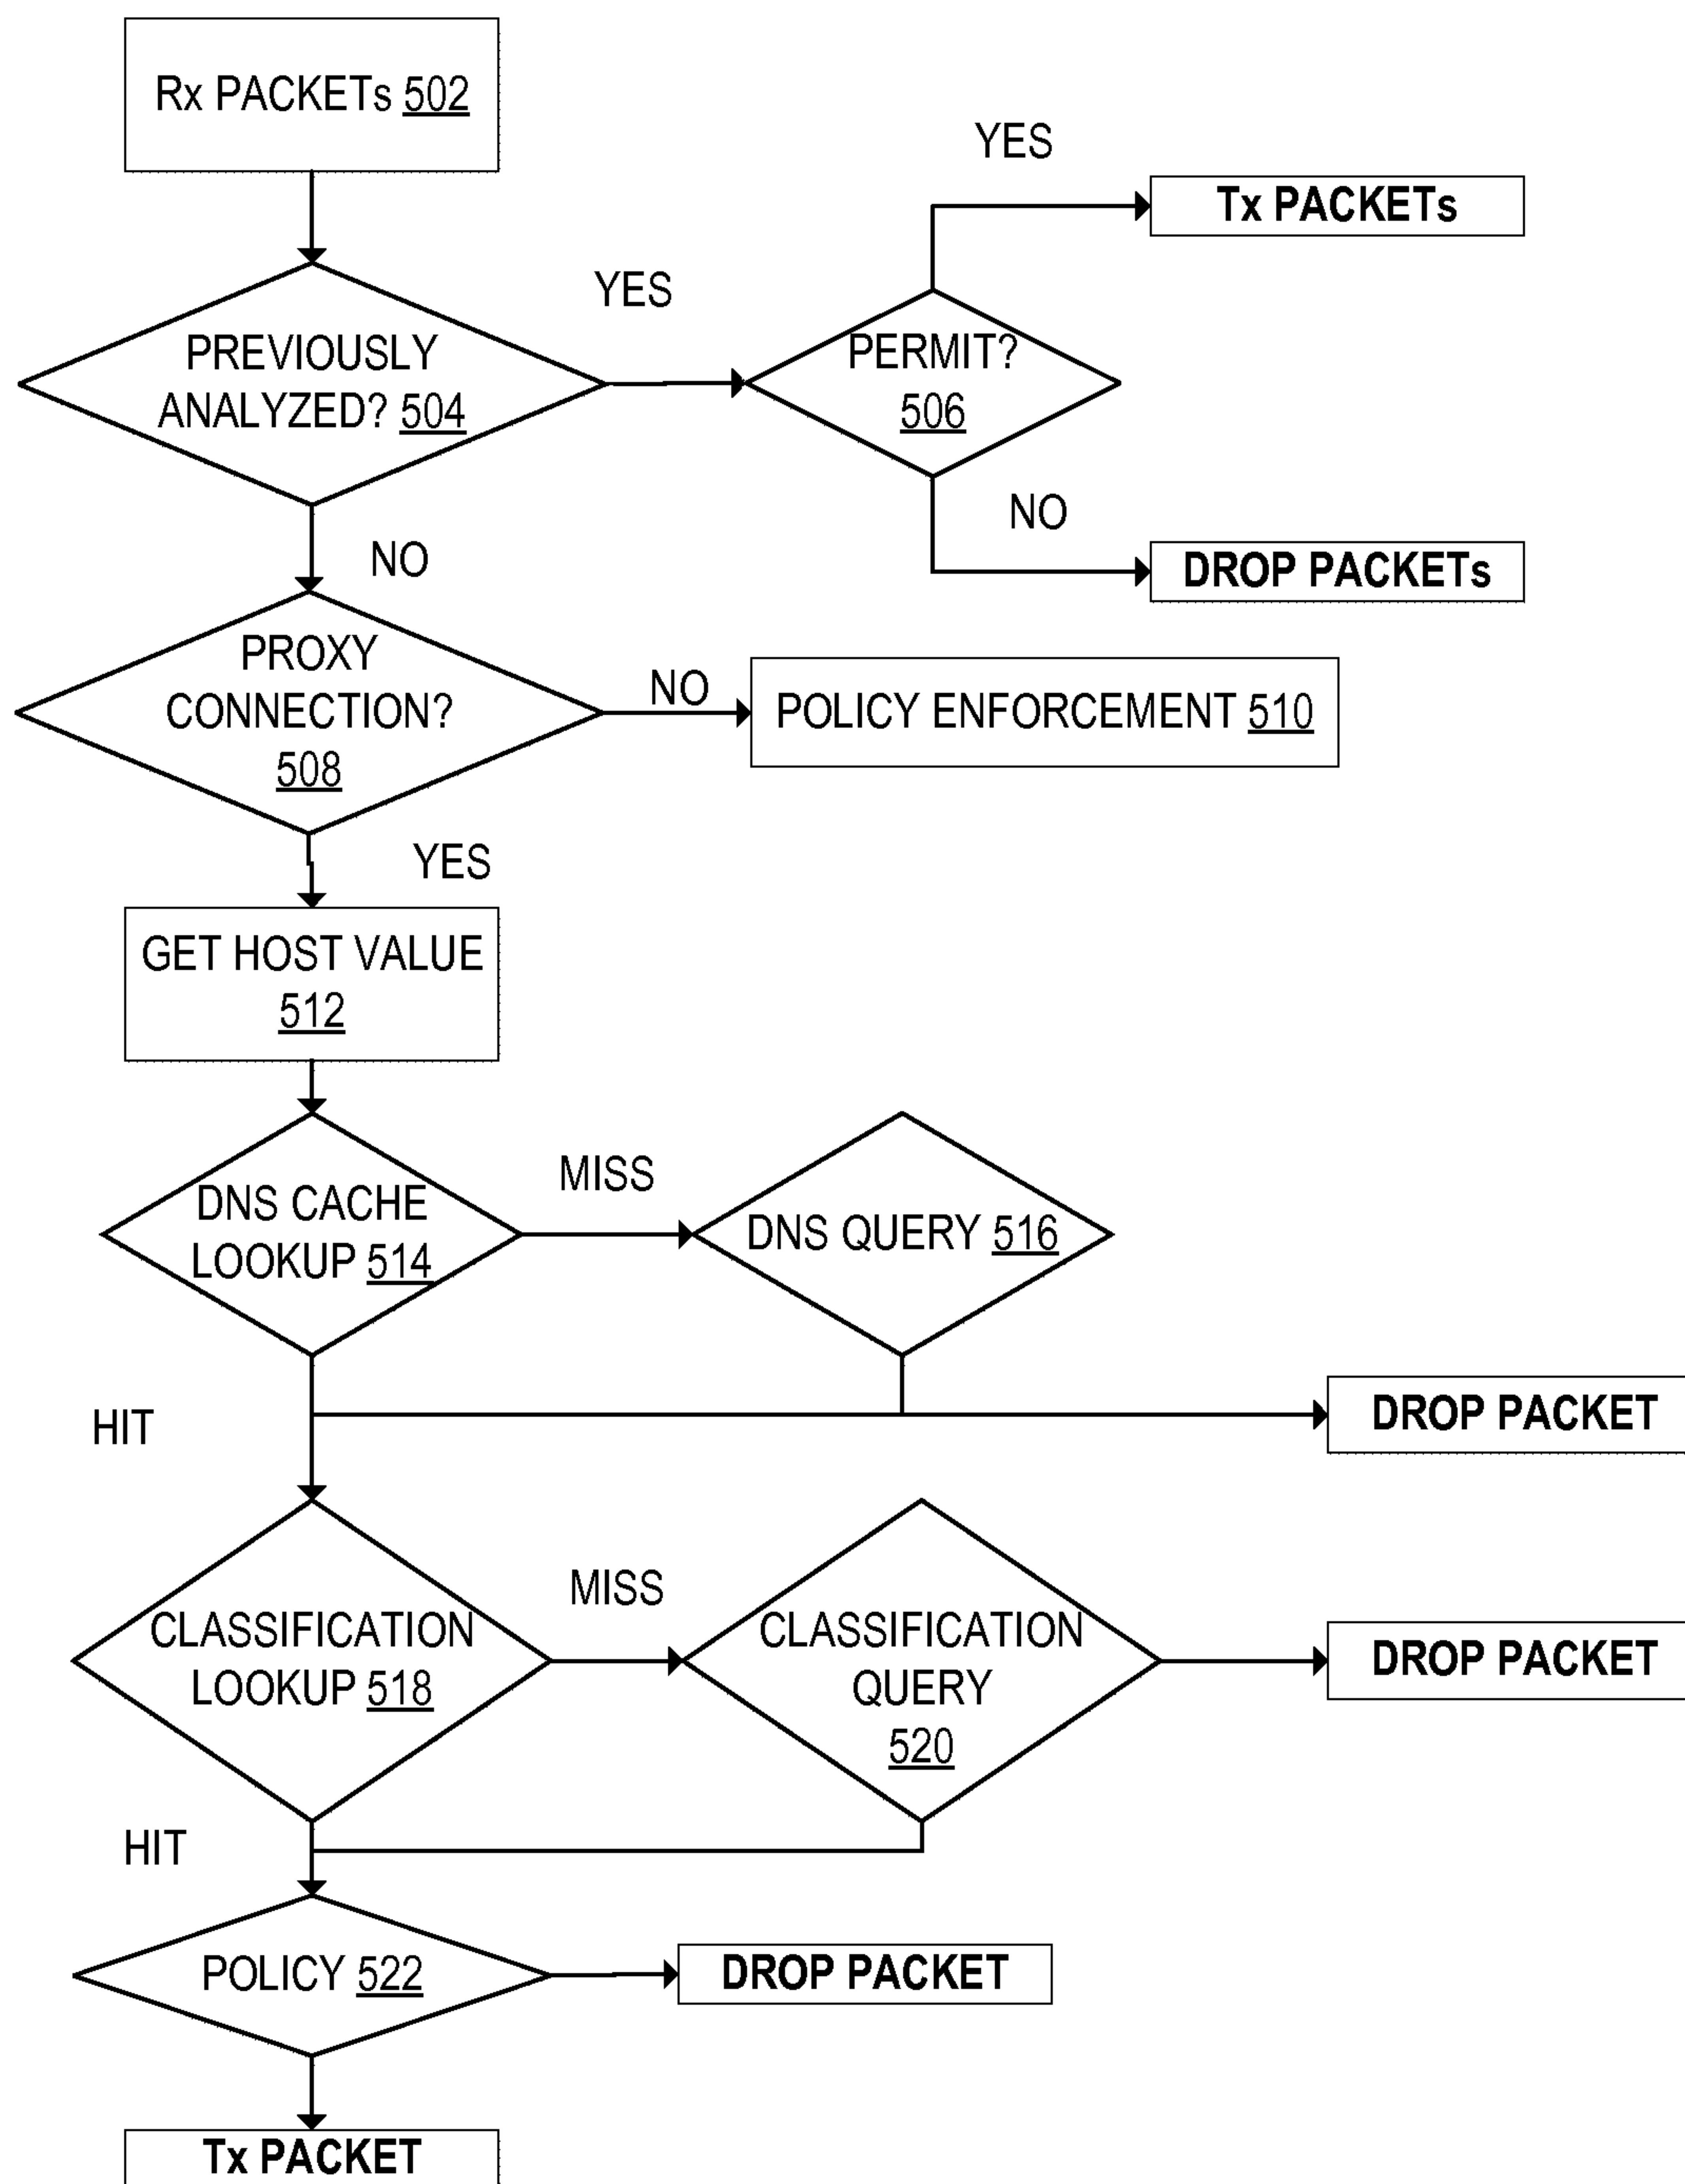 Rx PACKETs 502
YES
Tx PACKETs
YES
PREVIOUSLY
ANALYZED? 504
PERMIT?
506
NO
DROP PACKETs
NO
PROXY
CONNECTION?
508
NO
POLICY ENFORCEMENT 510
YES
GET HOST VALUE
512
MISS
DNS CACHE
LOOKUP 514
DNS QUERY 516
HIT
DROP PACKET
MISS
CLASSIFICATION
LOOKUP 518
CLASSIFICATION
QUERY
520
DROP PACKET
HIT
POLICY 522
DROP PACKET
Tx PACKET